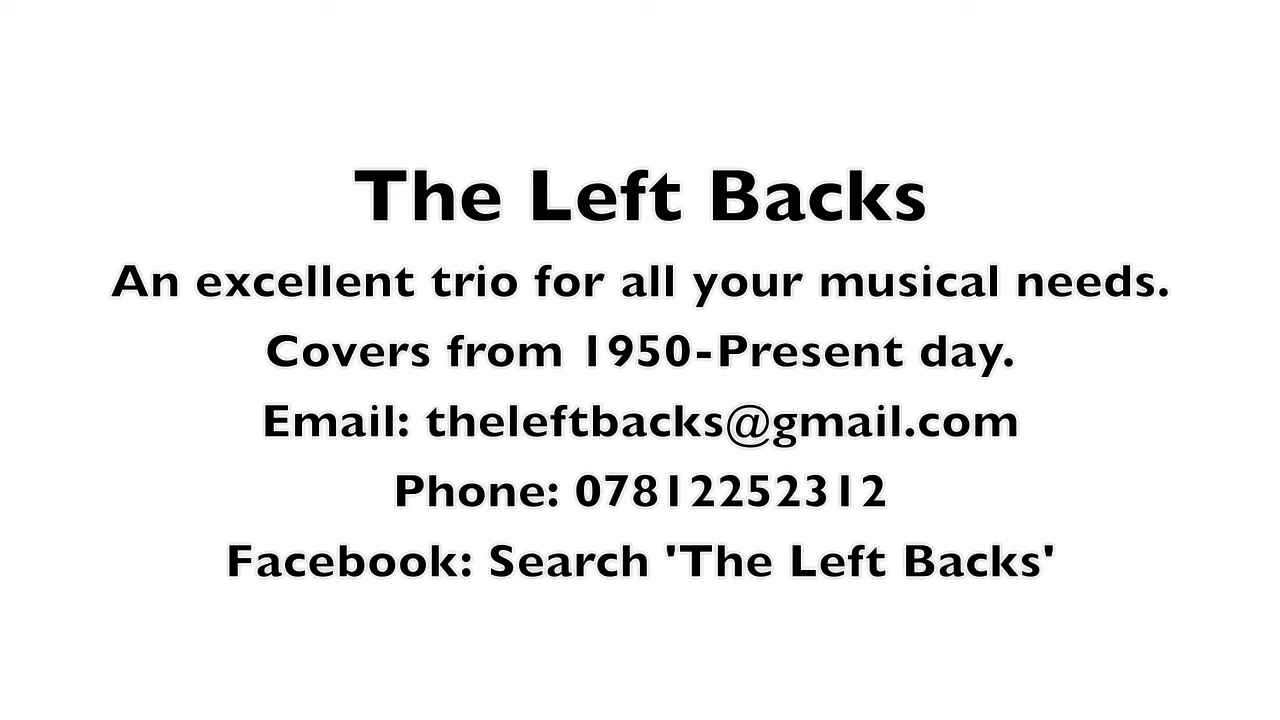 The Left Backs
An excellent trio for all your musical needs.
Covers from 1950-Present day.
Email: theleftbacks@gmail.com
Phone: 07812252312
Facebook: Search 'The Left Backs'